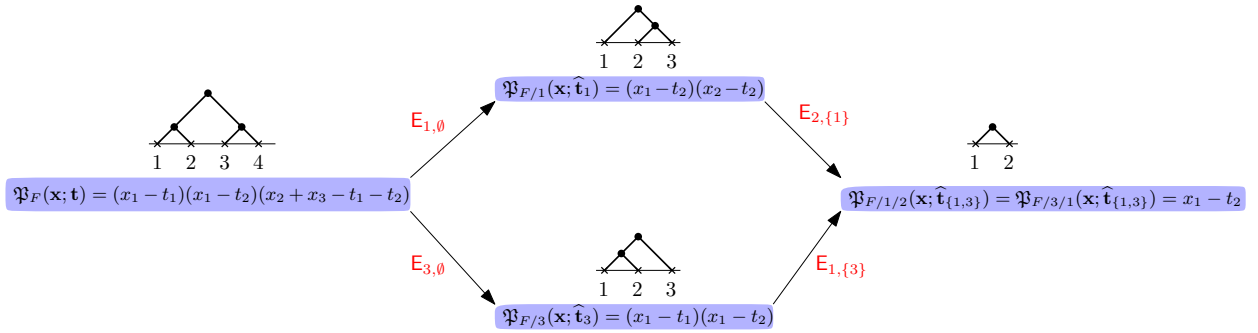 1 2 3
𝔓_{F/1}(𝐱; 𝐭̂_1) = (x_1 − t_2)(x_2 − t_2)
E_{1,∅}
E_{2,{1}}
1 2 3 4
1 2
𝔓_F(𝐱; 𝐭) = (x_1 − t_1)(x_1 − t_2)(x_2 + x_3 − t_1 − t_2)
𝔓_{F/1/2}(𝐱; 𝐭̂_{{1,3}}) = 𝔓_{F/3/1}(𝐱; 𝐭̂_{{1,3}}) = x_1 − t_2
E_{3,∅}
E_{1,{3}}
1 2 3
𝔓_{F/3}(𝐱; 𝐭̂_3) = (x_1 − t_1)(x_1 − t_2)